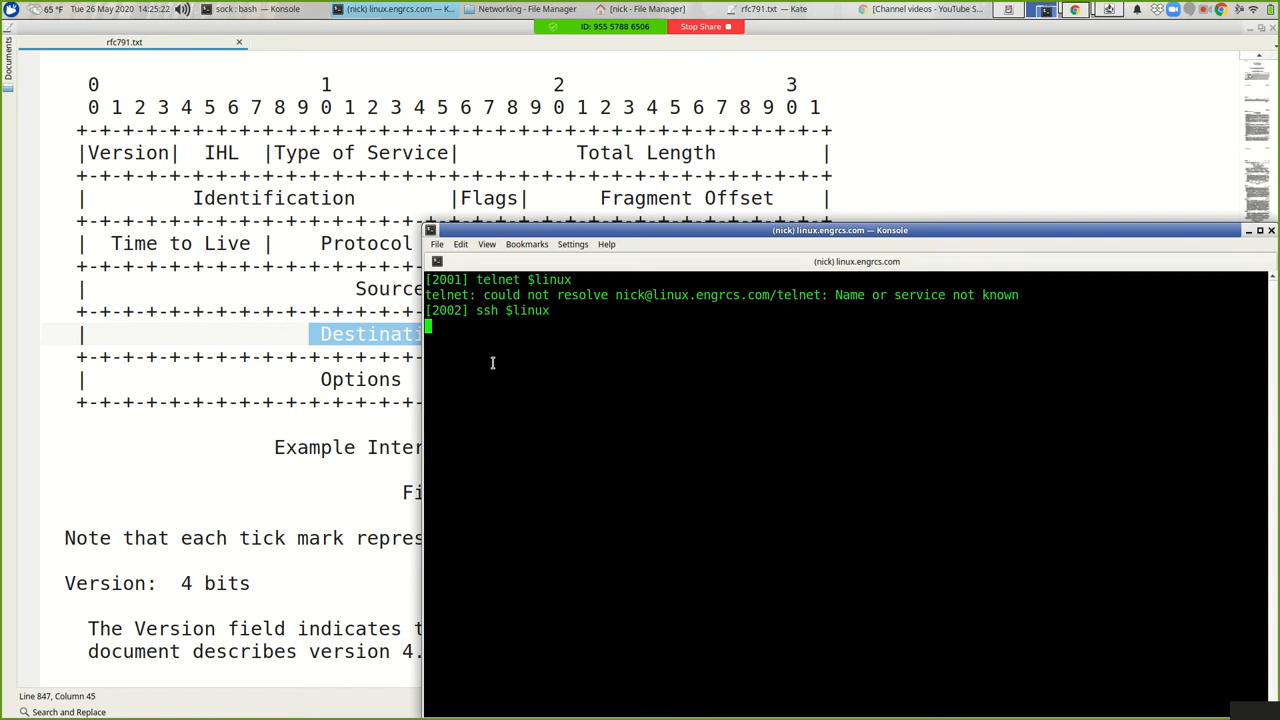 65 °F Tue 26 May 2020 14:25:22 sock : bash — Konsole (nick) linux.engrcs.com — K... Networking - File Manager [nick - File Manager] rfc791.txt — Kate [Channel videos - YouTube S...
ID: 955 5788 6506 Stop Share
Documents
rfc791.txt
0 1 2 3
0 1 2 3 4 5 6 7 8 9 0 1 2 3 4 5 6 7 8 9 0 1 2 3 4 5 6 7 8 9 0 1
+-+-+-+-+-+-+-+-+-+-+-+-+-+-+-+-+-+-+-+-+-+-+-+-+-+-+-+-+-+-+-+-+
|Version| IHL |Type of Service| Total Length |
+-+-+-+-+-+-+-+-+-+-+-+-+-+-+-+-+-+-+-+-+-+-+-+-+-+-+-+-+-+-+-+-+
| Identification |Flags| Fragment Offset |
+-+-+-+-+-+-+-+-+-+-+-+-+-+-+-+-+-+-+-+-+-+-+-+-+-+-+-+-+-+-+-+-+
| Time to Live | Protocol
+-+-+-+-+-+-+-+-+-+-+-+-+-+-+-
| Source
+-+-+-+-+-+-+-+-+-+-+-+-+-+-+-
| Destinati
+-+-+-+-+-+-+-+-+-+-+-+-+-+-+-
| Options
+-+-+-+-+-+-+-+-+-+-+-+-+-+-+-
Example Inter
Fi
Note that each tick mark repres
Version: 4 bits
The Version field indicates t
document describes version 4.
Line 847, Column 45
Search and Replace
(nick) linux.engrcs.com — Konsole
File Edit View Bookmarks Settings Help
(nick) linux.engrcs.com
[2001] telnet $linux
telnet: could not resolve nick@linux.engrcs.com/telnet: Name or service not known
[2002] ssh $linux